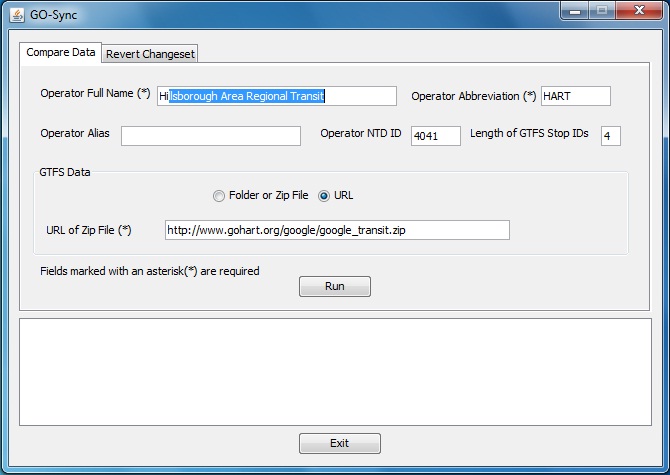 GO-Sync
Compare Data Revert Changeset
Operator Full Name (*) Hillsborough Area Regional Transit Operator Abbreviation (*) HART
Operator Alias Operator NTD ID 4041 Length of GTFS Stop IDs 4
GTFS Data
Folder or Zip File URL
URL of Zip File (*) http://www.gohart.org/google/google_transit.zip
Fields marked with an asterisk(*) are required
Run
Exit